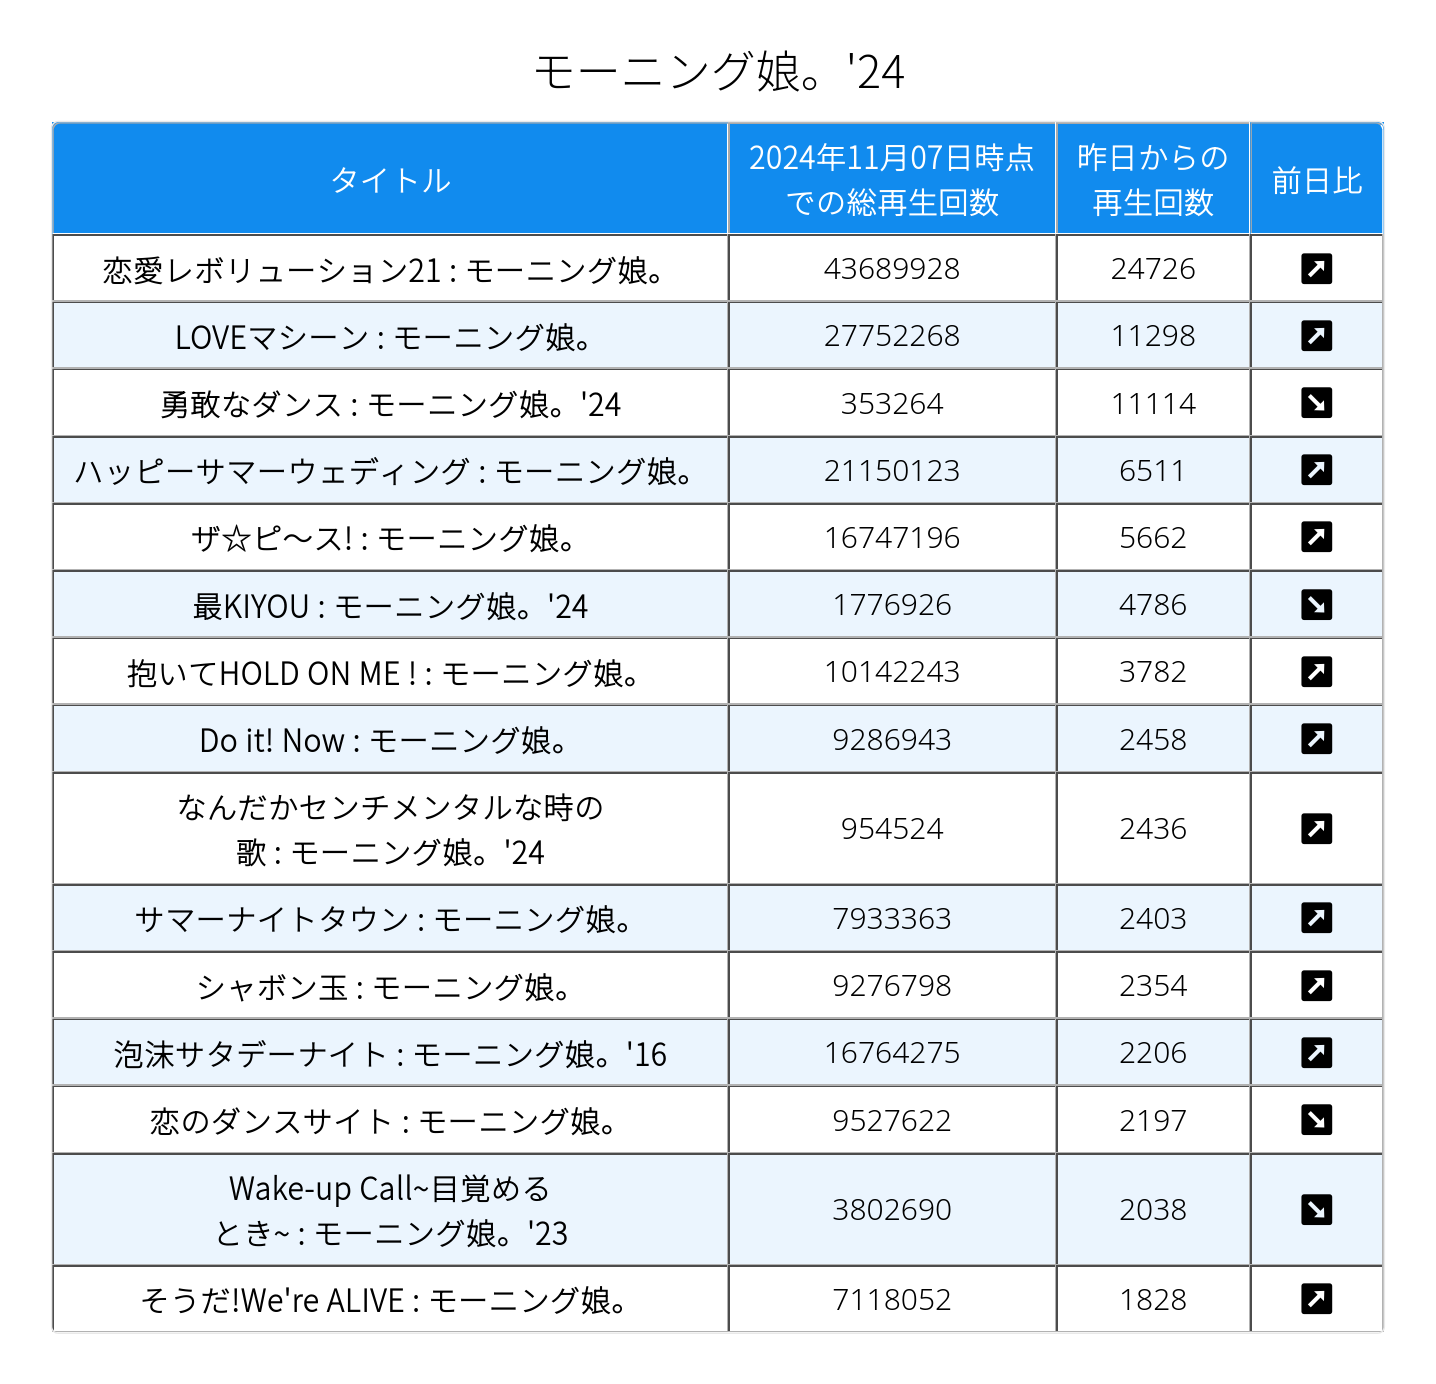 モーニング娘。'24
タイトル
2024年11月07日時点
での総再生回数
昨日からの
再生回数
前日比
恋愛レボリューション21 : モーニング娘。 43689928 24726 ↗
LOVEマシーン : モーニング娘。 27752268 11298 ↗
勇敢なダンス : モーニング娘。'24 353264 11114 ↘
ハッピーサマーウェディング : モーニング娘。 21150123 6511 ↗
ザ☆ピ〜ス! : モーニング娘。 16747196 5662 ↗
最KIYOU : モーニング娘。'24 1776926 4786 ↘
抱いてHOLD ON ME ! : モーニング娘。 10142243 3782 ↗
Do it! Now : モーニング娘。 9286943 2458 ↗
なんだかセンチメンタルな時の
歌 : モーニング娘。'24 954524 2436 ↗
サマーナイトタウン : モーニング娘。 7933363 2403 ↗
シャボン玉 : モーニング娘。 9276798 2354 ↗
泡沫サタデーナイト : モーニング娘。'16 16764275 2206 ↗
恋のダンスサイト : モーニング娘。 9527622 2197 ↘
Wake-up Call~目覚める
とき~ : モーニング娘。'23 3802690 2038 ↘
そうだ!We're ALIVE : モーニング娘。 7118052 1828 ↗